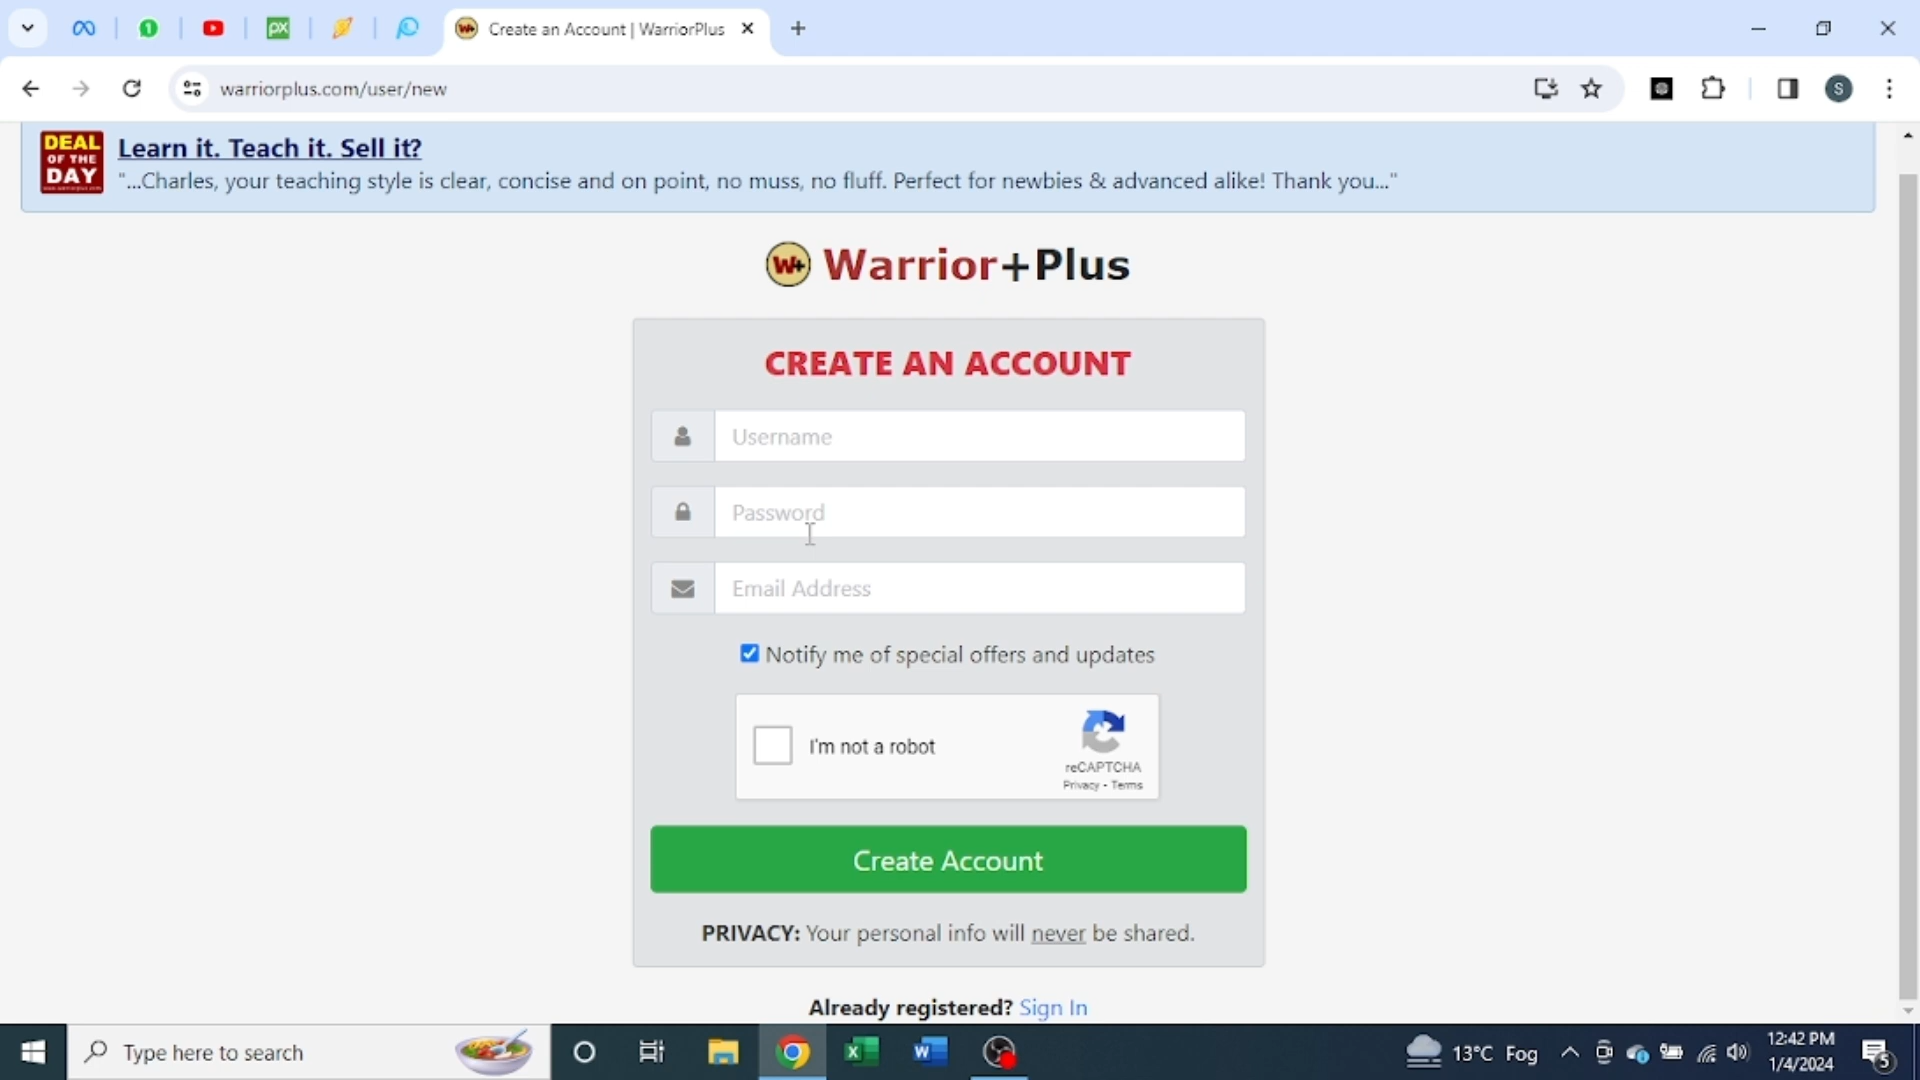 Create an Account | WarriorPlus
warriorplus.com/user/new
S
DEAL
OF THE
DAY
Learn it. Teach it. Sell it?
"...Charles, your teaching style is clear, concise and on point, no muss, no fluff. Perfect for newbies & advanced alike! Thank you..."
W+ Warrior+Plus
CREATE AN ACCOUNT
Username
Password
Email Address
Notify me of special offers and updates
I'm not a robot
reCAPTCHA
Privacy - Terms
Create Account
PRIVACY: Your personal info will never be shared.
Already registered? Sign In
Type here to search
13°C Fog
12:42 PM
1/4/2024
5